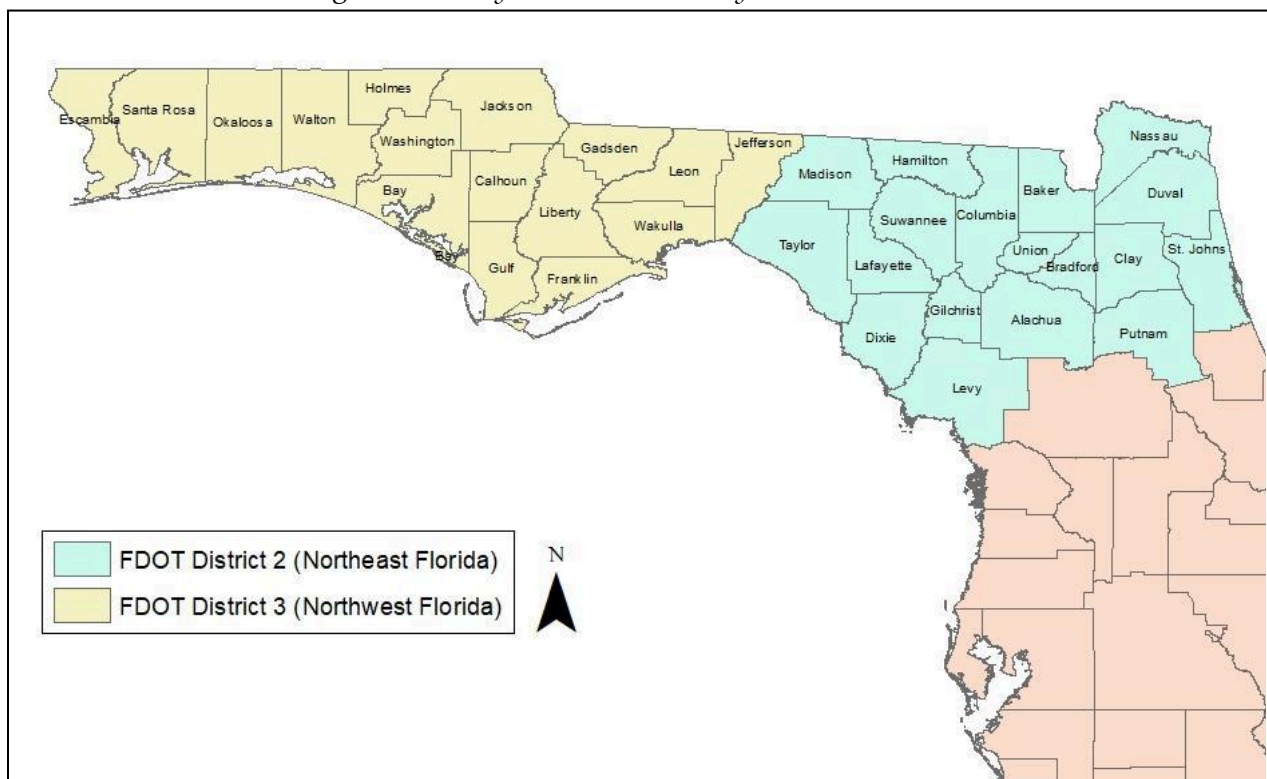 Holmes
Jackson
Santa Rosa
Escambia
Okaloosa
Walton
Washington
Gadsden
Leon
Jefferson
Bay
Calhoun
Liberty
Wakulla
Bay
Gulf
Franklin
Nassau
Hamilton
Madison
Baker
Duval
Suwannee
Columbia
Taylor
Union
St. Johns
Lafayette
Bradford
Clay
Gilchrist
Alachua
Putnam
Dixie
Levy
FDOT District 2 (Northeast Florida)
FDOT District 3 (Northwest Florida)
N